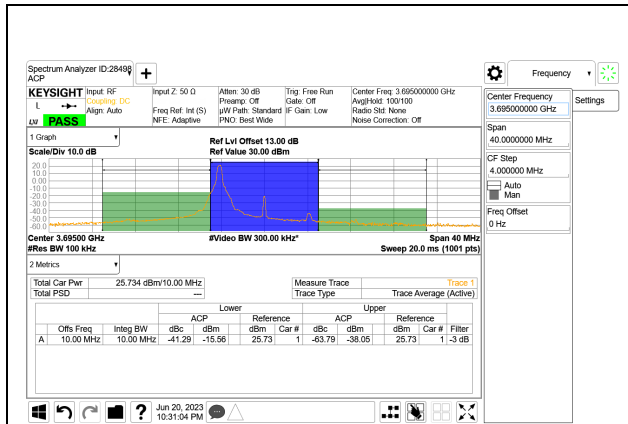 Spectrum Analyzer ID:28498
ACP
KEYSIGHT
L
LXI
PASS
Input: RF
Coupling: DC
Align: Auto
Input Z: 50 Ω
Freq Ref: Int (S)
NFE: Adaptive
Atten: 30 dB
Preamp: Off
µW Path: Standard
PNO: Best Wide
Trig: Free Run
Gate: Off
IF Gain: Low
Center Freq: 3.695000000 GHz
Avg|Hold: 100/100
Radio Std: None
Noise Correction: Off
1 Graph
Scale/Div 10.0 dB
Ref Lvl Offset 13.00 dB
Ref Value 30.00 dBm
20.0
10.0
0.00
-10.0
-20.0
-30.0
-40.0
-50.0
-60.0
Center 3.69500 GHz
#Video BW 300.00 kHz*
Span 40 MHz
#Res BW 100 kHz
Sweep 20.0 ms (1001 pts)
2 Metrics
Total Car Pwr 25.734 dBm/10.00 MHz
Total PSD ---
Measure Trace Trace 1
Trace Type Trace Average (Active)
Lower Upper
ACP Reference ACP Reference
Offs Freq Integ BW dBc dBm dBm Car # dBc dBm dBm Car # Filter
A 10.00 MHz 10.00 MHz -41.29 -15.56 25.73 1 -63.79 -38.05 25.73 1 -3 dB
Jun 20, 2023
10:31:04 PM
Frequency
Settings
Center Frequency
3.695000000 GHz
Span
40.0000000 MHz
CF Step
4.000000 MHz
Auto
Man
Freq Offset
0 Hz